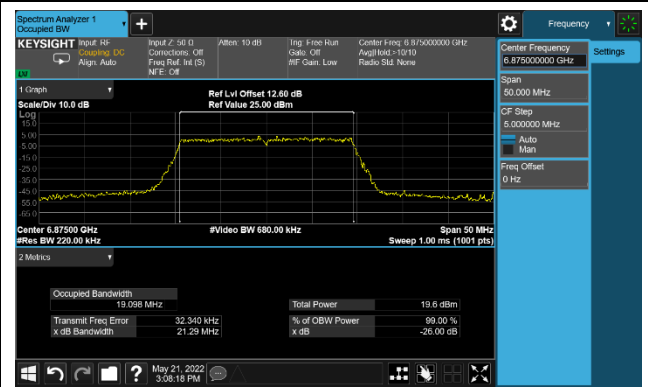 Spectrum Analyzer 1
Occupied BW
Frequency
KEYSIGHT
Input: RF
Coupling: DC
Align: Auto
Input Z: 50 Ω
Corrections: Off
Freq Ref: Int (S)
NFE: Off
Atten: 10 dB
Trig: Free Run
Gate: Off
#IF Gain: Low
Center Freq: 6.875000000 GHz
Avg|Hold:>10/10
Radio Std: None
Center Frequency
6.875000000 GHz
Settings
Span
50.000 MHz
CF Step
5.000000 MHz
Auto
Man
Freq Offset
0 Hz
1 Graph
Scale/Div 10.0 dB
Ref Lvl Offset 12.60 dB
Ref Value 25.00 dBm
Log
15.0
5.00
-5.00
-15.0
-25.0
-35.0
-45.0
-55.0
-65.0
Center 6.87500 GHz
#Video BW 680.00 kHz
Span 50 MHz
#Res BW 220.00 kHz
Sweep 1.00 ms (1001 pts)
2 Metrics
Occupied Bandwidth
19.098 MHz
Total Power
19.6 dBm
Transmit Freq Error
32.340 kHz
% of OBW Power
99.00 %
x dB Bandwidth
21.29 MHz
x dB
-26.00 dB
May 21, 2022
3:08:18 PM